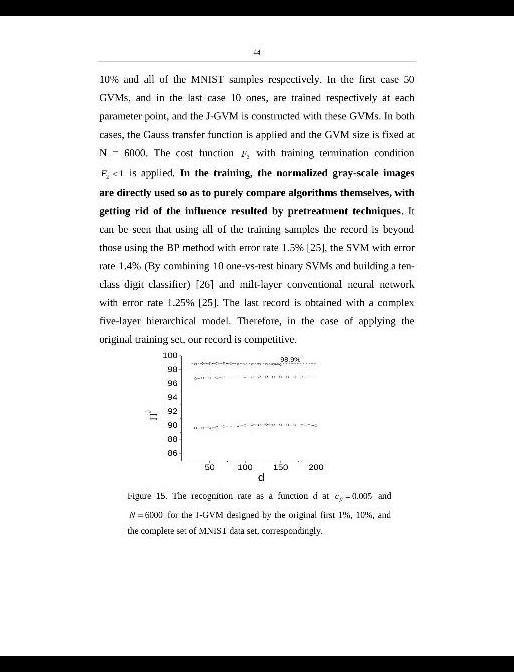 44
10% and all of the MNIST samples respectively. In the first case 50
GVMs, and in the last case 10 ones, are trained respectively at each
parameter point, and the J-GVM is constructed with these GVMs. In both
cases, the Gauss transfer function is applied and the GVM size is fixed at
N = 6000. The cost function F₂ with training termination condition
F₂ < 1 is applied. In the training, the normalized gray-scale images
are directly used so as to purely compare algorithms themselves, with
getting rid of the influence resulted by pretreatment techniques. It
can be seen that using all of the training samples the record is beyond
those using the BP method with error rate 1.5% [25], the SVM with error
rate 1.4% (By combining 10 one-vs-rest binary SVMs and building a ten-
class digit classifier) [26] and milt-layer conventional neural network
with error rate 1.25% [25]. The last record is obtained with a complex
five-layer hierarchical model. Therefore, in the case of applying the
original training set, our record is competitive.
100
98
96
94
92
90
88
86
98.9%
50 100 150 200
d
Figure 15. The recognition rate as a function d at c_β = 0.005 and
N = 6000 for the J-GVM designed by the original first 1%, 10%, and
the complete set of MNIST data set, correspondingly.